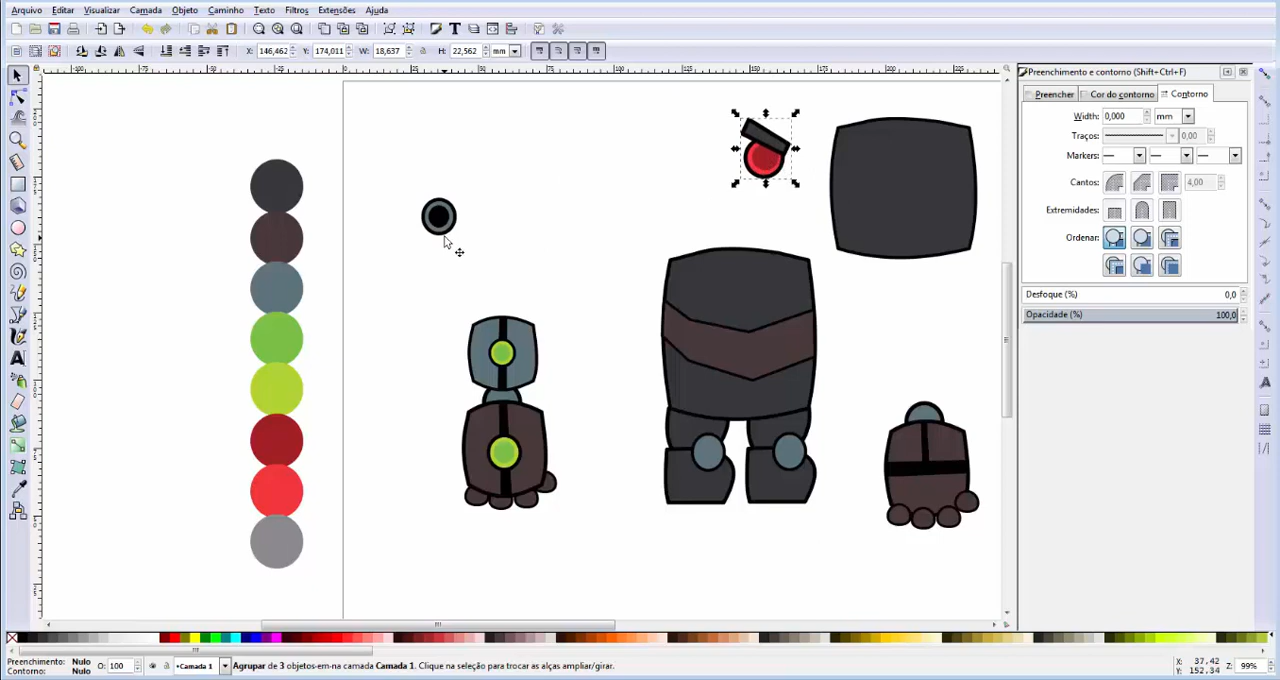 Arquivo Editar Visualizar Camada Objeto Caminho Texto Filtros Extensões Ajuda
X: 146,462 Y: 174,011 W: 18,637 H: 22,562 mm
Preenchimento e contorno (Shift+Ctrl+F)
Preencher Cor do contorno Contorno
Width: 0,000 mm
Traços: 0,00
Markers:
Cantos: 4,00
Extremidades:
Ordenar:
Desfoque (%) 0,0
Opacidade (%) 100,0
Preenchimento: Nulo
Contorno: Nulo
O: 100
•Camada 1
Agrupar de 3 objetos-em-na camada Camada 1. Clique na seleção para trocar as alças ampliar/girar.
X: 37,42
Y: 152,34
Z: 99%